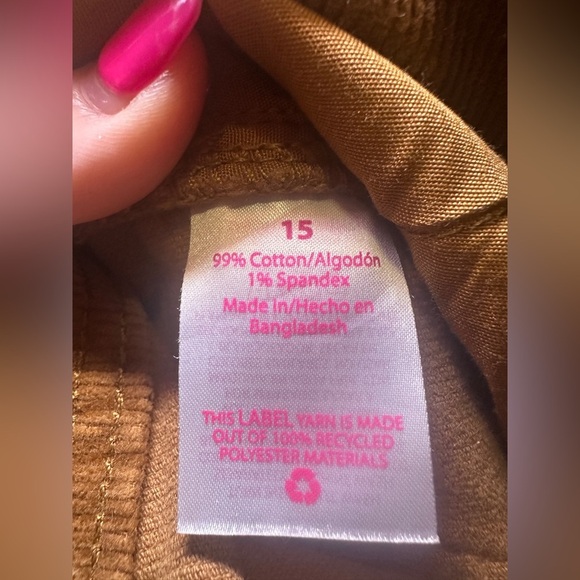 15
99% Cotton/Algodón
1% Spandex
Made in/Hecho en
Bangladesh
THIS LABEL YARN IS MADE
OUT OF 100% RECYCLED
POLYESTER MATERIALS